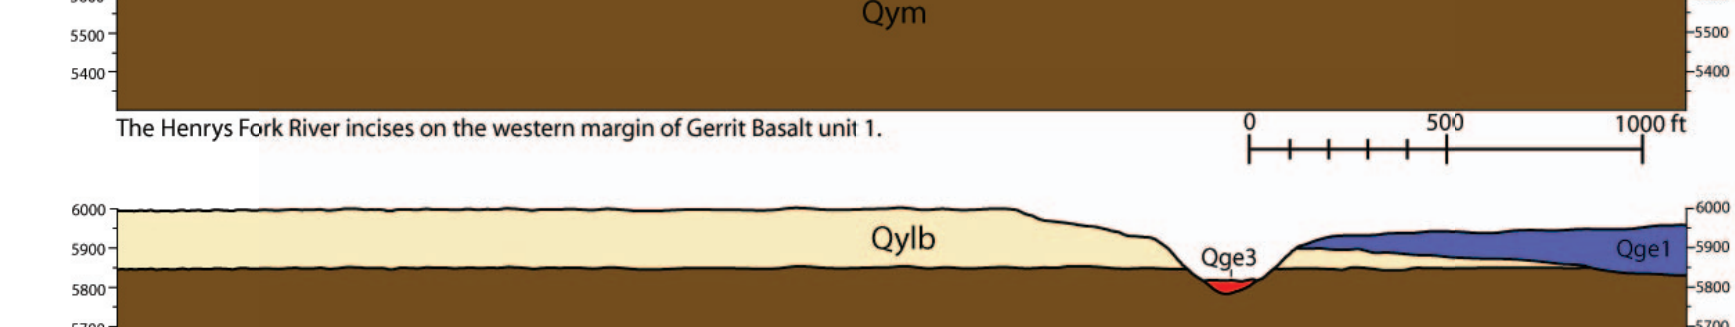 Qym
5500
5500
5400
5400
The Henrys Fork River incises on the western margin of Gerrit Basalt unit 1.
0 500 1000 ft
6000
6000
Qylb
5900
Qge3
Qge1
5900
5800
5800